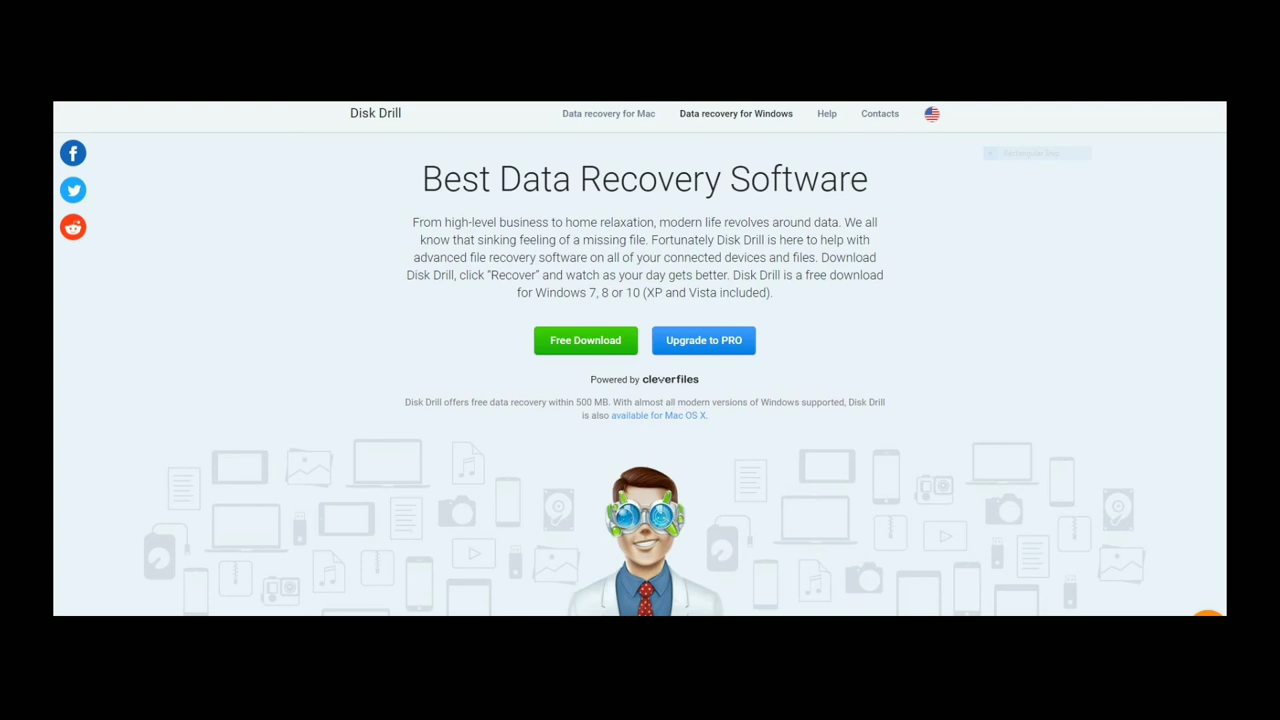 Disk Drill
Data recovery for Mac
Data recovery for Windows
Help
Contacts
Best Data Recovery Software
From high-level business to home relaxation, modern life revolves around data. We all
know that sinking feeling of a missing file. Fortunately Disk Drill is here to help with
advanced file recovery software on all of your connected devices and files. Download
Disk Drill, click “Recover” and watch as your day gets better. Disk Drill is a free download
for Windows 7, 8 or 10 (XP and Vista included).
Free Download
Upgrade to PRO
Powered by cleverfiles
Disk Drill offers free data recovery within 500 MB. With almost all modern versions of Windows supported, Disk Drill
is also available for Mac OS X.